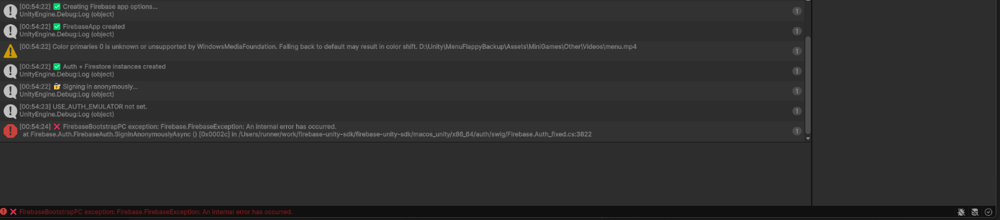 [00:54:22] ✅ Creating Firebase app options...
UnityEngine.Debug:Log (object)
1
[00:54:22] ✅ FirebaseApp created
UnityEngine.Debug:Log (object)
1
[00:54:22] Color primaries 0 is unknown or unsupported by WindowsMediaFoundation. Falling back to default may result in color shift. D:\Unity\MenuFlappyBackup\Assets\MiniGames\Other\Videos\menu.mp4
1
[00:54:22] ✅ Auth + Firestore instances created
UnityEngine.Debug:Log (object)
1
[00:54:22] 🔐 Signing in anonymously...
UnityEngine.Debug:Log (object)
1
[00:54:23] USE_AUTH_EMULATOR not set.
UnityEngine.Debug:Log (object)
1
[00:54:24] ❌ FirebaseBootstrapPC exception: Firebase.FirebaseException: An internal error has occurred.
at Firebase.Auth.FirebaseAuth.SignInAnonymouslyAsync () [0x0002c] in /Users/runner/work/firebase-unity-sdk/firebase-unity-sdk/macos_unity/x86_64/auth/swig/Firebase.Auth_fixed.cs:3822
1
❌ FirebaseBootstrapPC exception: Firebase.FirebaseException: An internal error has occurred.